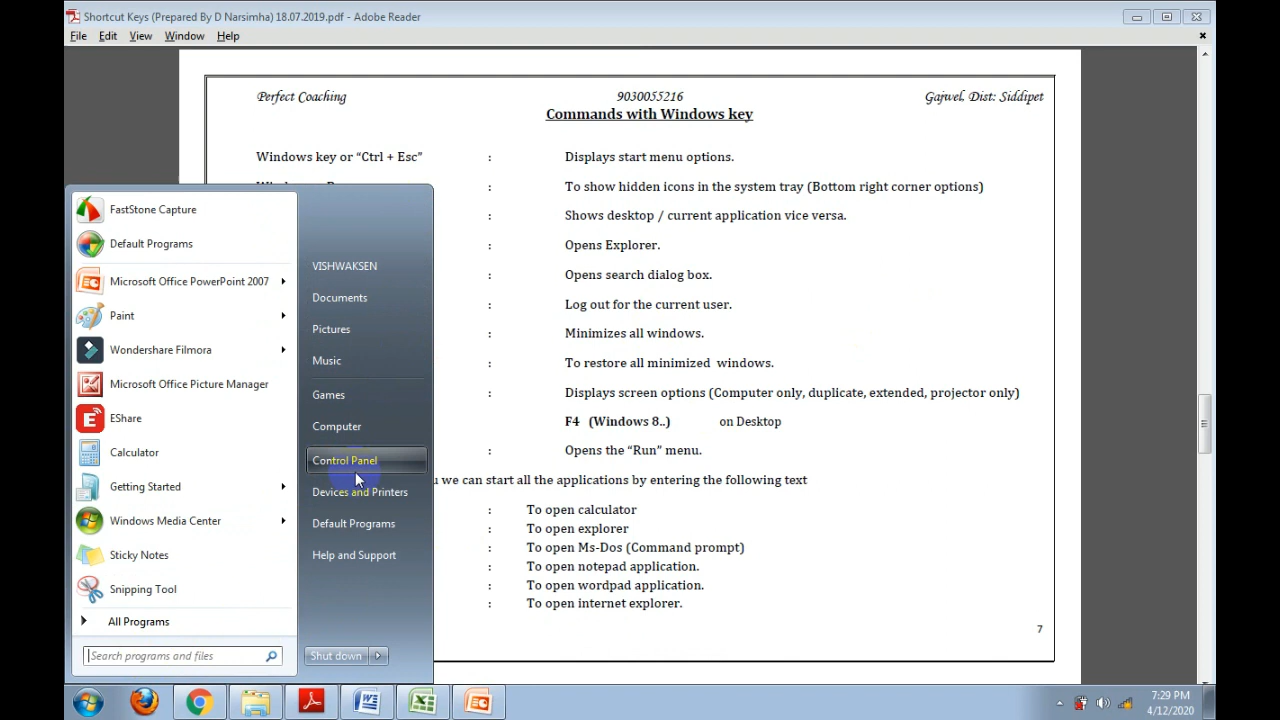 Shortcut Keys (Prepared By D Narsimha) 18.07.2019.pdf - Adobe Reader
File Edit View Window Help
Perfect Coaching 9030055216 Gajwel, Dist: Siddipet
Commands with Windows key
Windows key or “Ctrl + Esc” : Displays start menu options.
: To show hidden icons in the system tray (Bottom right corner options)
: Shows desktop / current application vice versa.
: Opens Explorer.
: Opens search dialog box.
: Log out for the current user.
: Minimizes all windows.
: To restore all minimized windows.
: Displays screen options (Computer only, duplicate, extended, projector only)
F4 (Windows 8..) on Desktop
: Opens the “Run” menu.
u we can start all the applications by entering the following text
: To open calculator
: To open explorer
: To open Ms-Dos (Command prompt)
: To open notepad application.
: To open wordpad application.
: To open internet explorer.
7
FastStone Capture
Default Programs
Microsoft Office PowerPoint 2007
Paint
Wondershare Filmora
Microsoft Office Picture Manager
EShare
Calculator
Getting Started
Windows Media Center
Sticky Notes
Snipping Tool
All Programs
Search programs and files
VISHWAKSEN
Documents
Pictures
Music
Games
Computer
Control Panel
Devices and Printers
Default Programs
Help and Support
Shut down
7:29 PM
4/12/2020